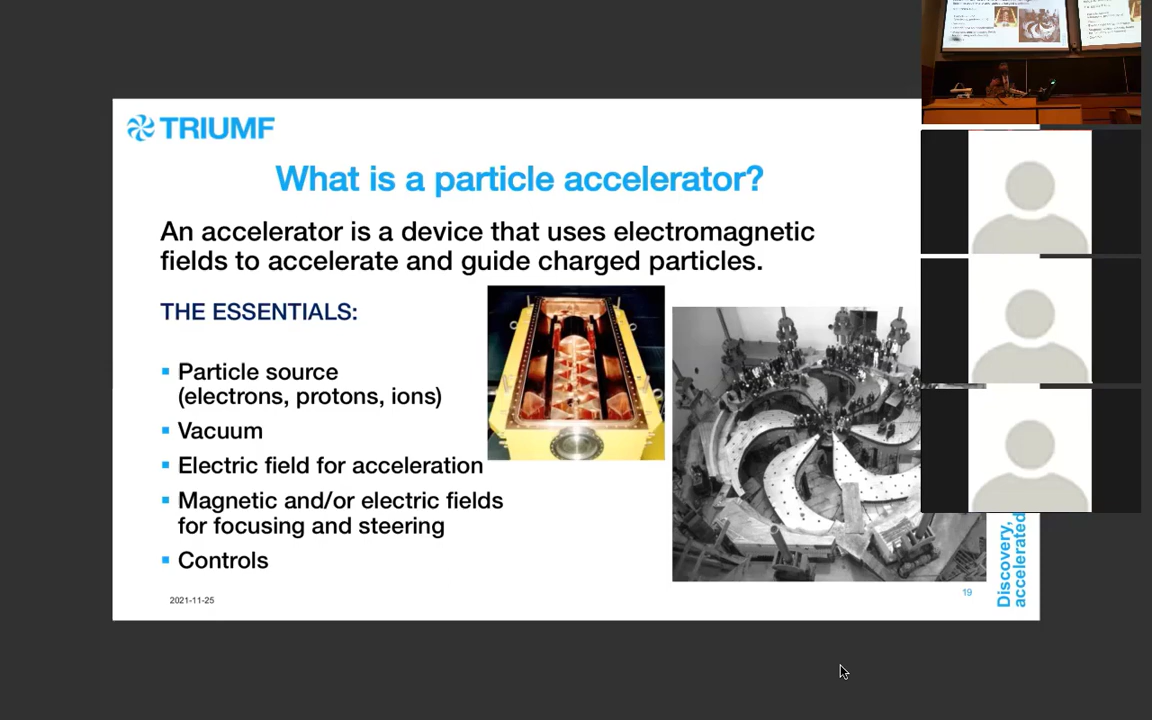 TRIUMF
What is a particle accelerator?
An accelerator is a device that uses electromagnetic
fields to accelerate and guide charged particles.
THE ESSENTIALS:
▪ Particle source
(electrons, protons, ions)
▪ Vacuum
▪ Electric field for acceleration
▪ Magnetic and/or electric fields
for focusing and steering
▪ Controls
2021-11-25
19
Discovery,
accelerated